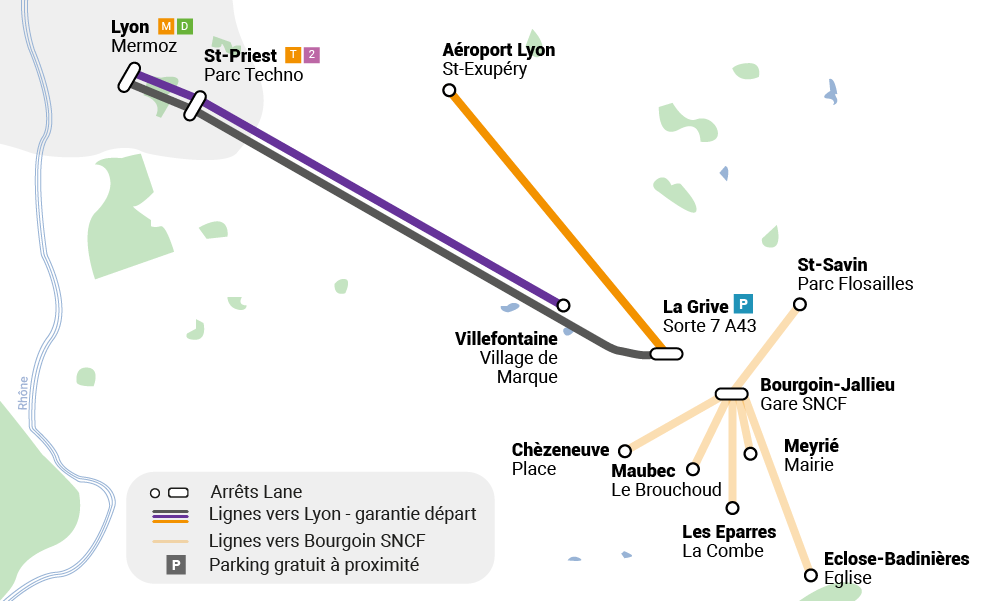 Lyon M D
Mermoz
St-Priest T 2
Parc Techno
Aéroport Lyon
St-Exupéry
St-Savin
Parc Flosailles
La Grive P
Sorte 7 A43
Villefontaine
Village de
Marque
Bourgoin-Jallieu
Gare SNCF
Rhône
Chèzeneuve
Place
Maubec
Le Brouchoud
Meyrié
Mairie
Les Eparres
La Combe
Eclose-Badinières
Eglise
Arrêts Lane
Lignes vers Lyon - garantie départ
Lignes vers Bourgoin SNCF
P Parking gratuit à proximité